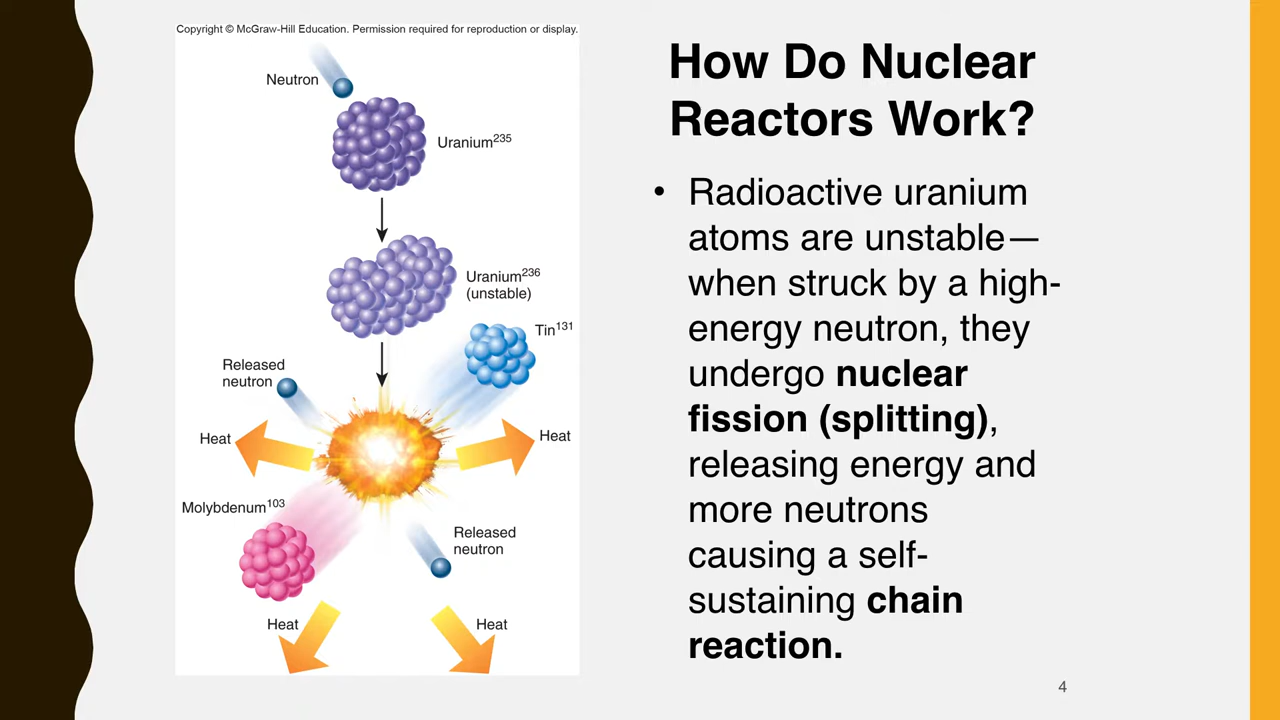 Copyright © McGraw-Hill Education. Permission required for reproduction or display.
Neutron
Uranium²³⁵
Uranium²³⁶
(unstable)
Tin¹³¹
Released
neutron
Heat
Heat
Molybdenum¹⁰³
Released
neutron
Heat
Heat
How Do Nuclear
Reactors Work?
• Radioactive uranium
atoms are unstable—
when struck by a high-
energy neutron, they
undergo nuclear
fission (splitting),
releasing energy and
more neutrons
causing a self-
sustaining chain
reaction.
4